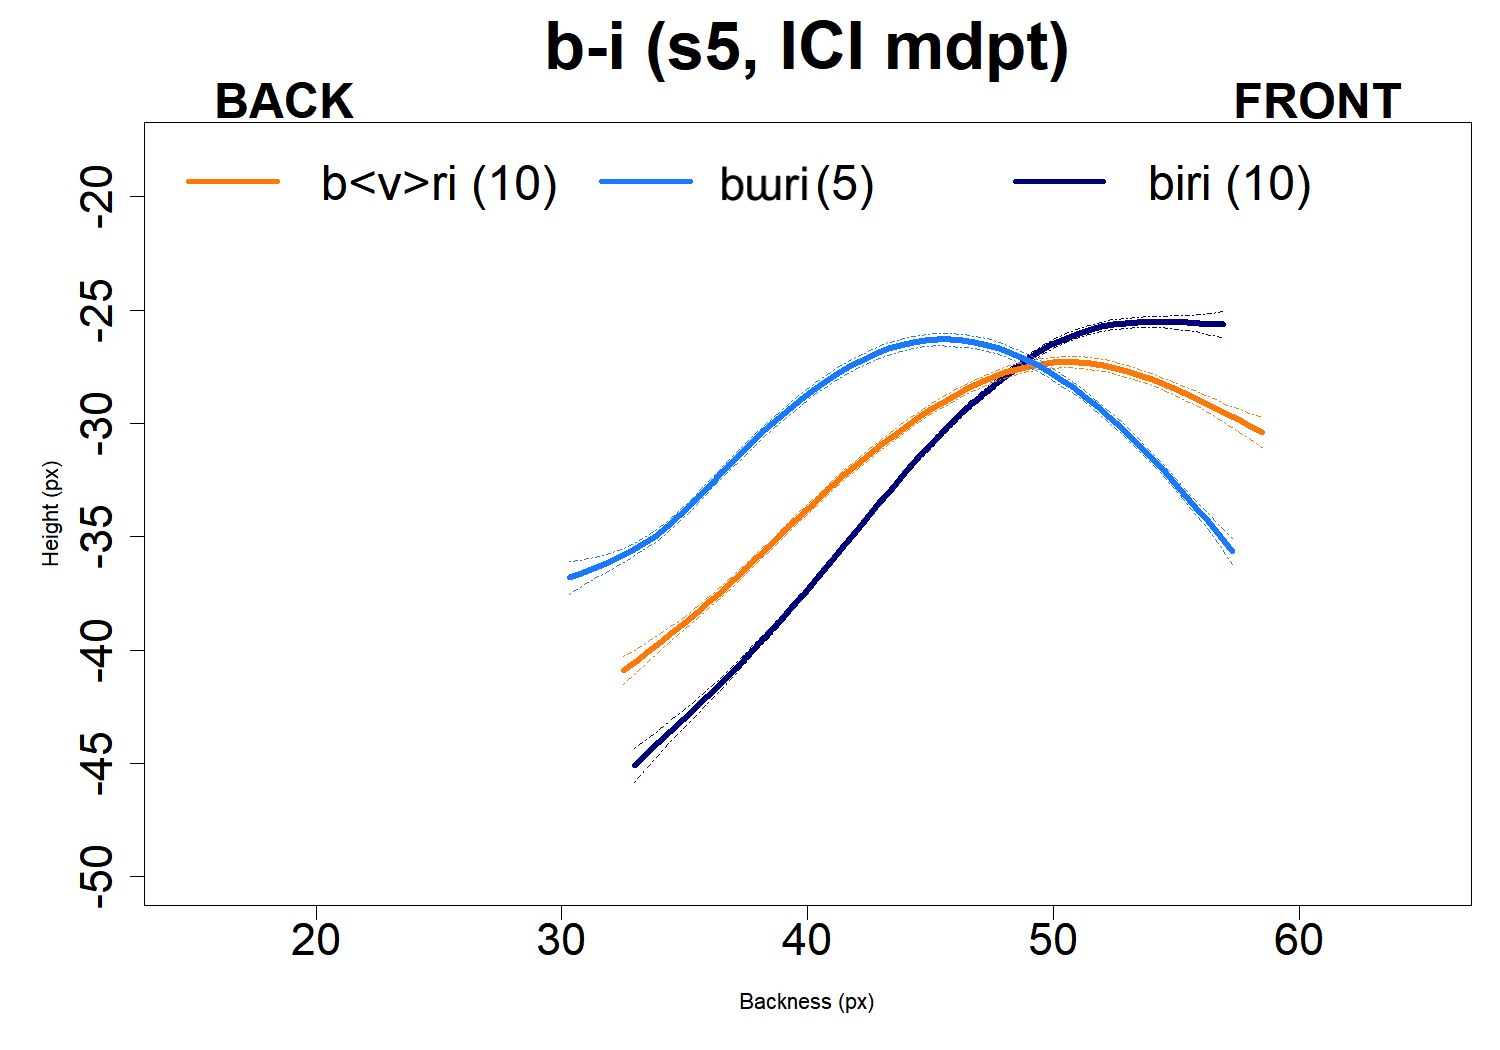 b-i (s5, ICI mdpt)
BACK FRONT
b<v>ri (10) bɯri (5) biri (10)
-20
-25
-30
-35
-40
-45
-50
Height (px)
20 30 40 50 60
Backness (px)